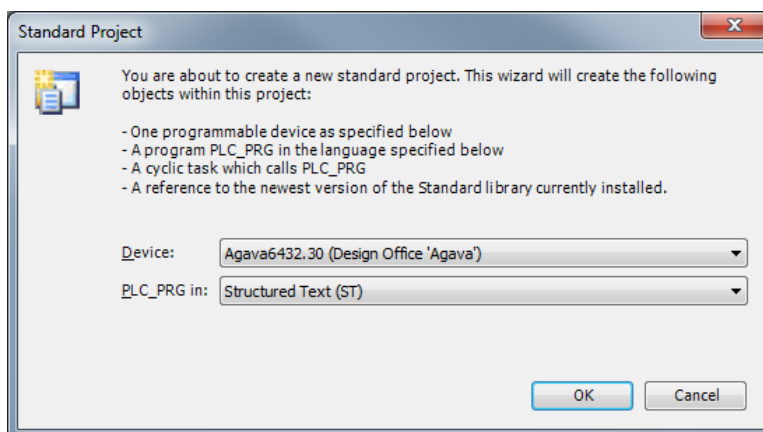 Standard Project
You are about to create a new standard project. This wizard will create the following
objects within this project:
- One programmable device as specified below
- A program PLC_PRG in the language specified below
- A cyclic task which calls PLC_PRG
- A reference to the newest version of the Standard library currently installed.
Device: Agava6432.30 (Design Office 'Agava')
PLC_PRG in: Structured Text (ST)
OK Cancel